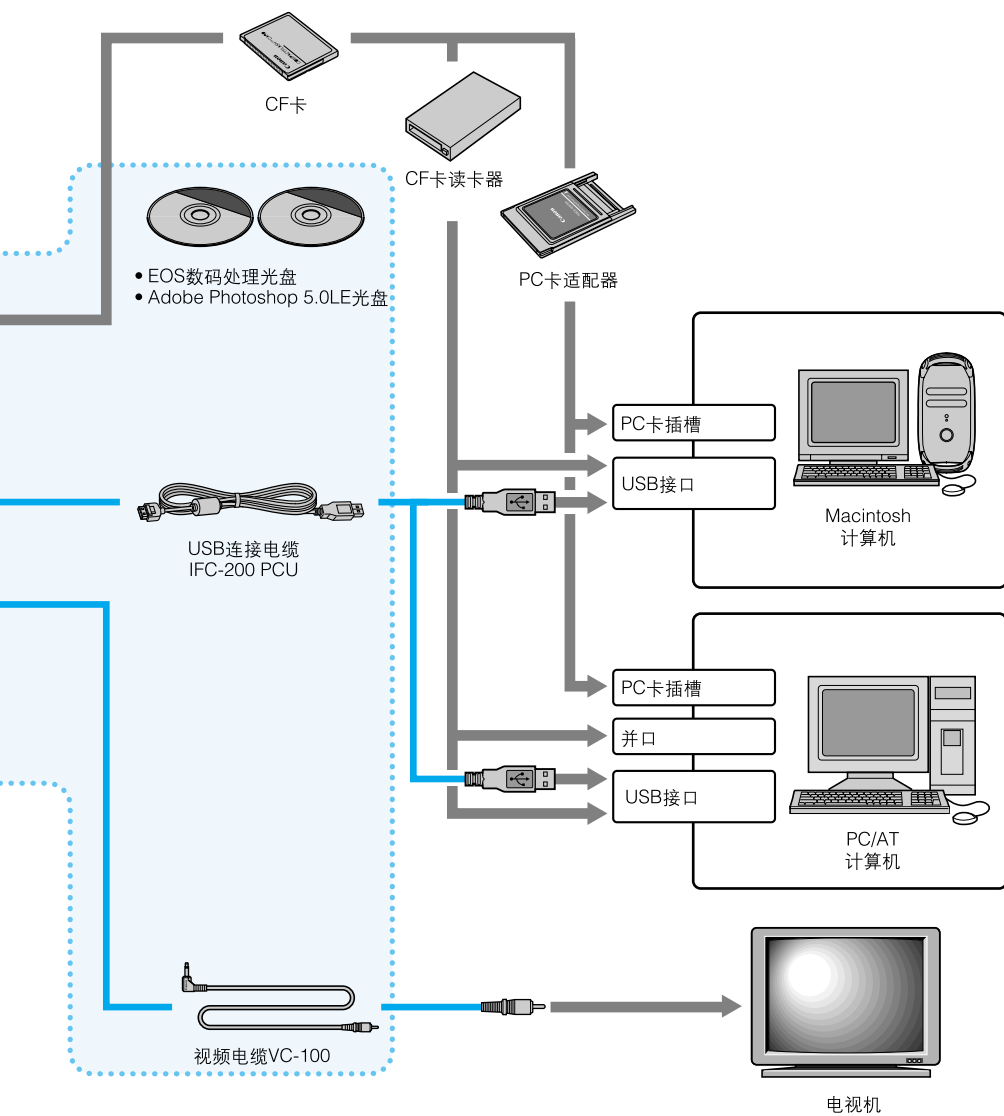 CF卡
CF卡读卡器
PC卡适配器
• EOS数码处理光盘
• Adobe Photoshop 5.0LE光盘
PC卡插槽
USB接口
Macintosh
计算机
USB连接电缆
IFC-200 PCU
PC卡插槽
并口
USB接口
PC/AT
计算机
视频电缆VC-100
电视机